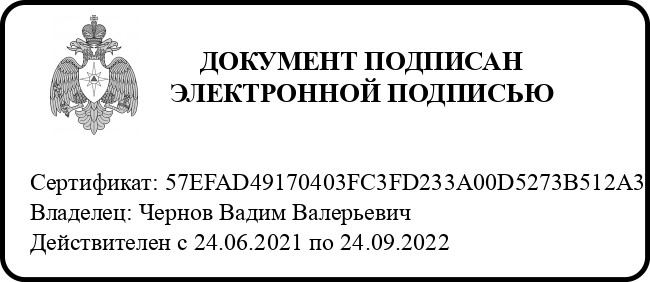 ДОКУМЕНТ ПОДПИСАН
ЭЛЕКТРОННОЙ ПОДПИСЬЮ
Сертификат: 57EFAD49170403FC3FD233A00D5273B512A3
Владелец: Чернов Вадим Валерьевич
Действителен с 24.06.2021 по 24.09.2022